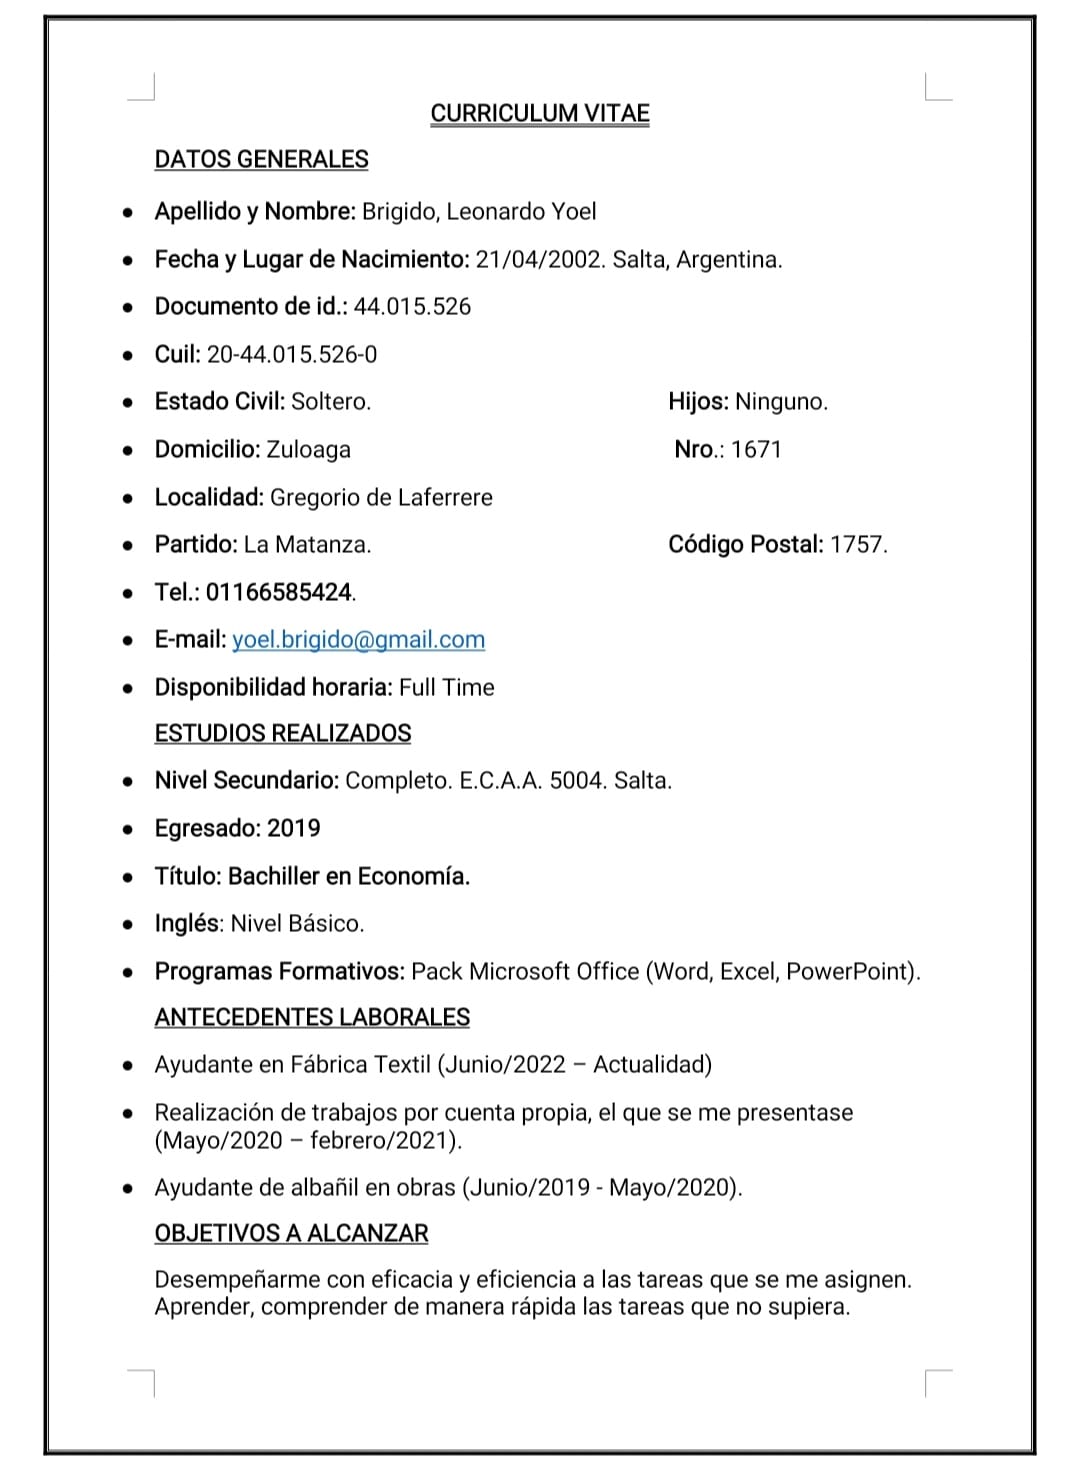 CURRICULUM VITAE
DATOS GENERALES
● Apellido y Nombre: Brigido, Leonardo Yoel
● Fecha y Lugar de Nacimiento: 21/04/2002. Salta, Argentina.
● Documento de id.: 44.015.526
● Cuil: 20-44.015.526-0
● Estado Civil: Soltero. Hijos: Ninguno.
● Domicilio: Zuloaga Nro.: 1671
● Localidad: Gregorio de Laferrere
● Partido: La Matanza. Código Postal: 1757.
● Tel.: 01166585424.
● E-mail: yoel.brigido@gmail.com
● Disponibilidad horaria: Full Time
ESTUDIOS REALIZADOS
● Nivel Secundario: Completo. E.C.A.A. 5004. Salta.
● Egresado: 2019
● Título: Bachiller en Economía.
● Inglés: Nivel Básico.
● Programas Formativos: Pack Microsoft Office (Word, Excel, PowerPoint).
ANTECEDENTES LABORALES
● Ayudante en Fábrica Textil (Junio/2022 – Actualidad)
● Realización de trabajos por cuenta propia, el que se me presentase
(Mayo/2020 – febrero/2021).
● Ayudante de albañil en obras (Junio/2019 - Mayo/2020).
OBJETIVOS A ALCANZAR
Desempeñarme con eficacia y eficiencia a las tareas que se me asignen.
Aprender, comprender de manera rápida las tareas que no supiera.